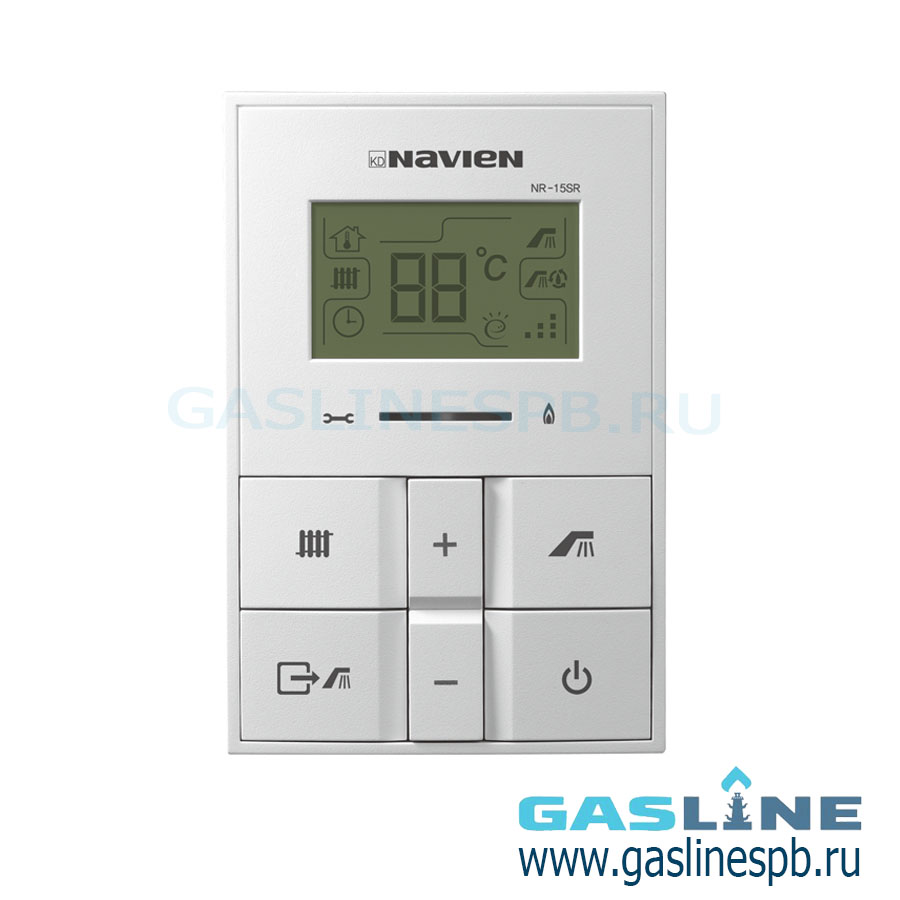 KD NAVIEN
NR-15SR
88°C
GASLINESPB.RU
+
−
GASLINE
www.gaslinespb.ru